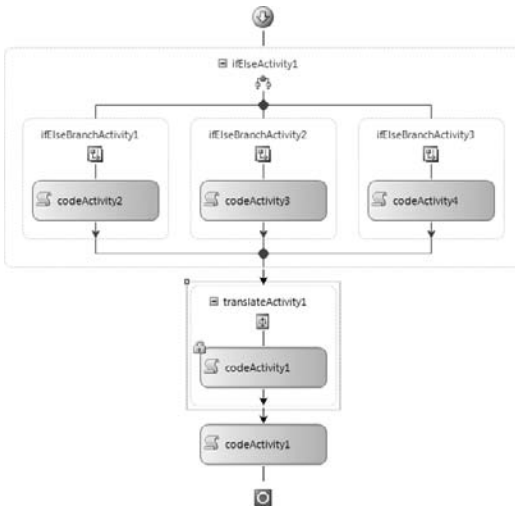 ifElseActivity1
ifElseBranchActivity1
ifElseBranchActivity2
ifElseBranchActivity3
codeActivity2
codeActivity3
codeActivity4
translateActivity1
codeActivity1
codeActivity1